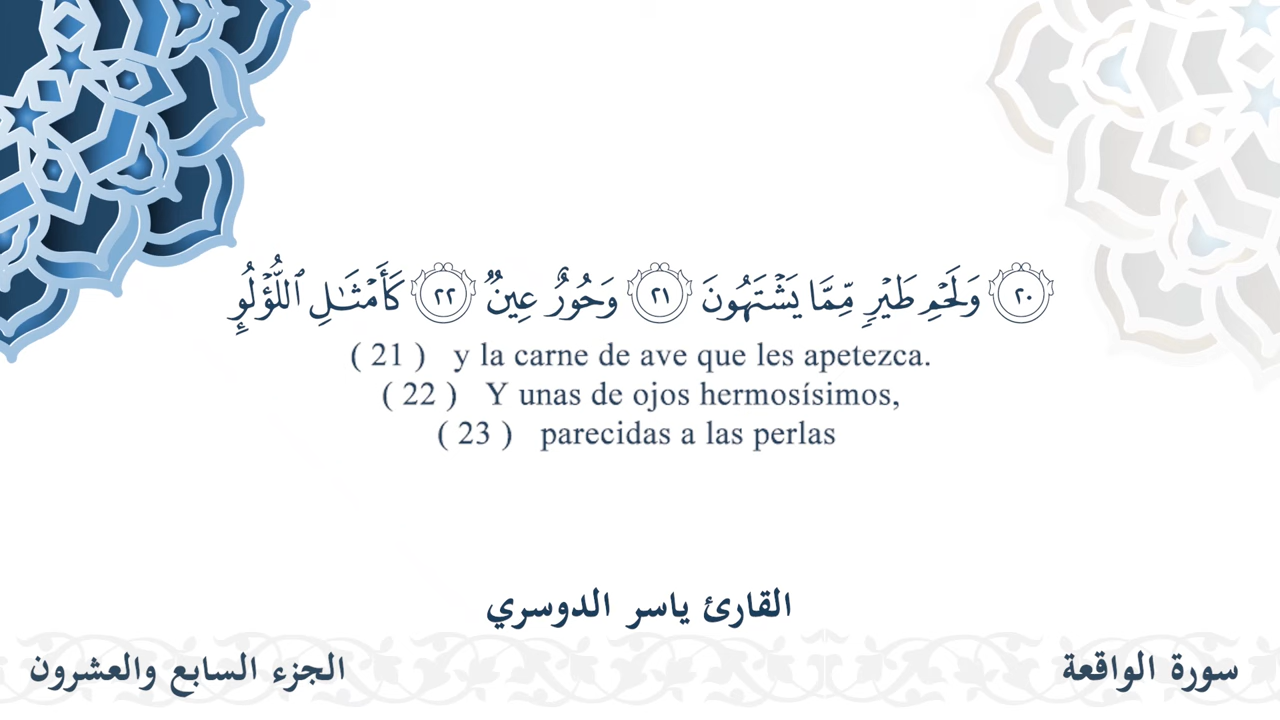 ٢٠ وَلَحْمِ طَيْرٍ مِّمَّا يَشْتَهُونَ ٢١ وَحُورٌ عِينٌ ٢٢ كَأَمْثَـٰلِ ٱللُّؤْلُؤِ
( 21 ) y la carne de ave que les apetezca.
( 22 ) Y unas de ojos hermosísimos,
( 23 ) parecidas a las perlas
القارئ ياسر الدوسري
سورة الواقعة
الجزء السابع والعشرون